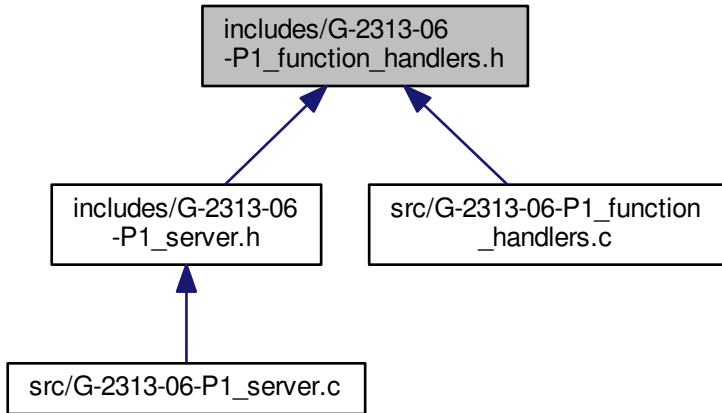 includes/G-2313-06
-P1_function_handlers.h
includes/G-2313-06
-P1_server.h
src/G-2313-06-P1_function
_handlers.c
src/G-2313-06-P1_server.c